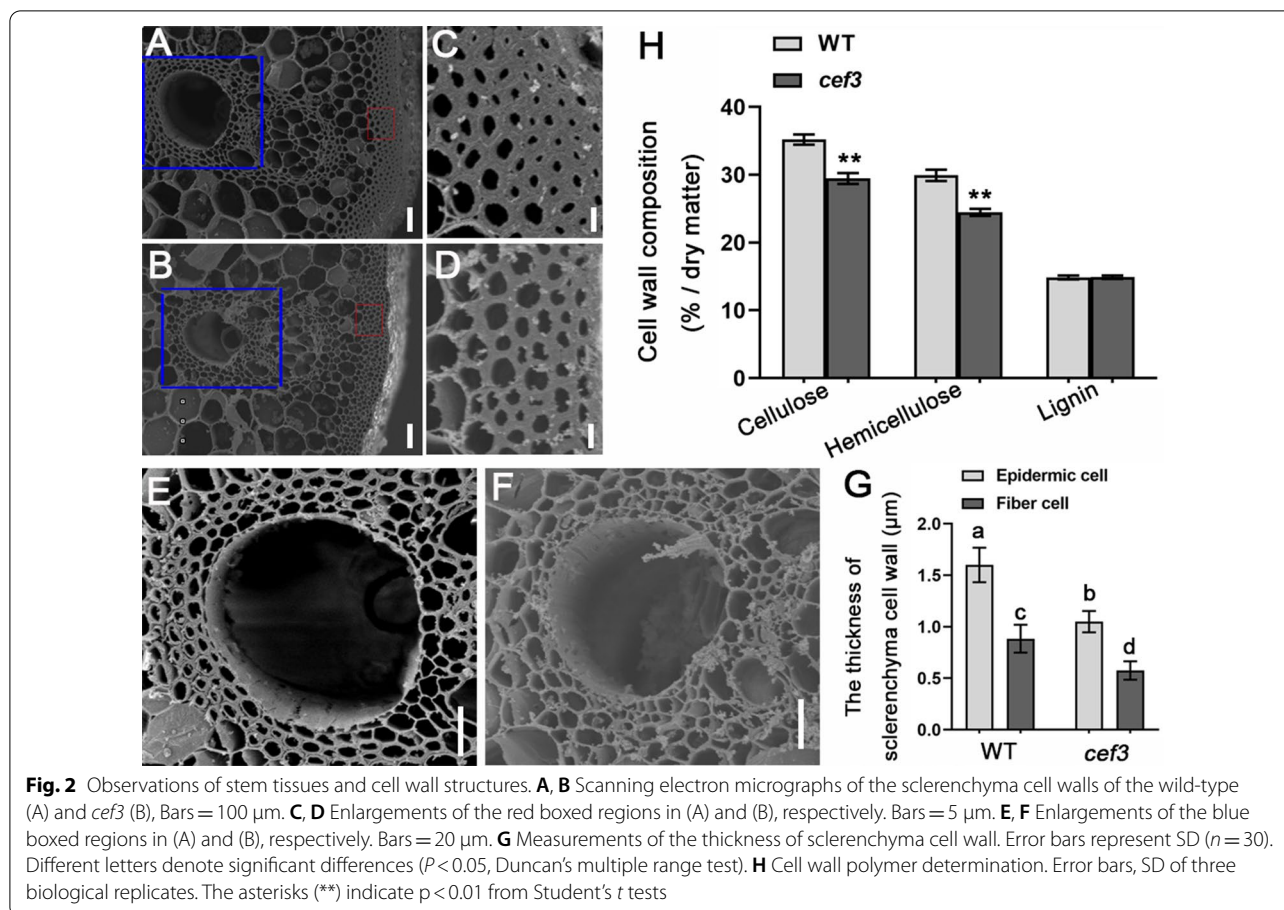 A
C
B
D
E
F
H
WT
cef3
Cell wall composition
(% / dry matter)
40
30
20
10
0
**
**
Cellulose
Hemicellulose
Lignin
G
Epidermic cell
Fiber cell
The thickness of
sclerenchyma cell wall (μm)
2.0
1.5
1.0
0.5
0.0
a
c
b
d
WT
cef3
Fig. 2 Observations of stem tissues and cell wall structures. A, B Scanning electron micrographs of the sclerenchyma cell walls of the wild-type
(A) and cef3 (B), Bars = 100 μm. C, D Enlargements of the red boxed regions in (A) and (B), respectively. Bars = 5 μm. E, F Enlargements of the blue
boxed regions in (A) and (B), respectively. Bars = 20 μm. G Measurements of the thickness of sclerenchyma cell wall. Error bars represent SD (n = 30).
Different letters denote significant differences (P < 0.05, Duncan's multiple range test). H Cell wall polymer determination. Error bars, SD of three
biological replicates. The asterisks (**) indicate p < 0.01 from Student's t tests